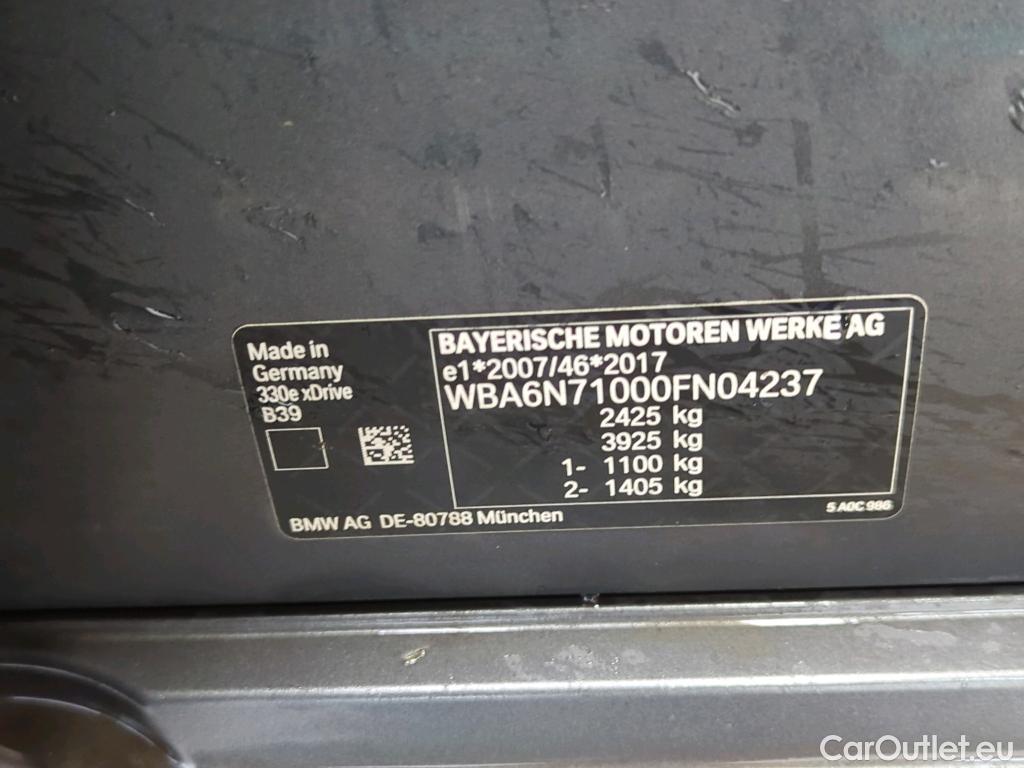 Made in
Germany
330e xDrive
B39
BAYERISCHE MOTOREN WERKE AG
e1*2007/46*2017
WBA6N71000FN04237
2425 kg
3925 kg
1- 1100 kg
2- 1405 kg
BMW AG DE-80788 München
5 A0C 986
CarOutlet.eu